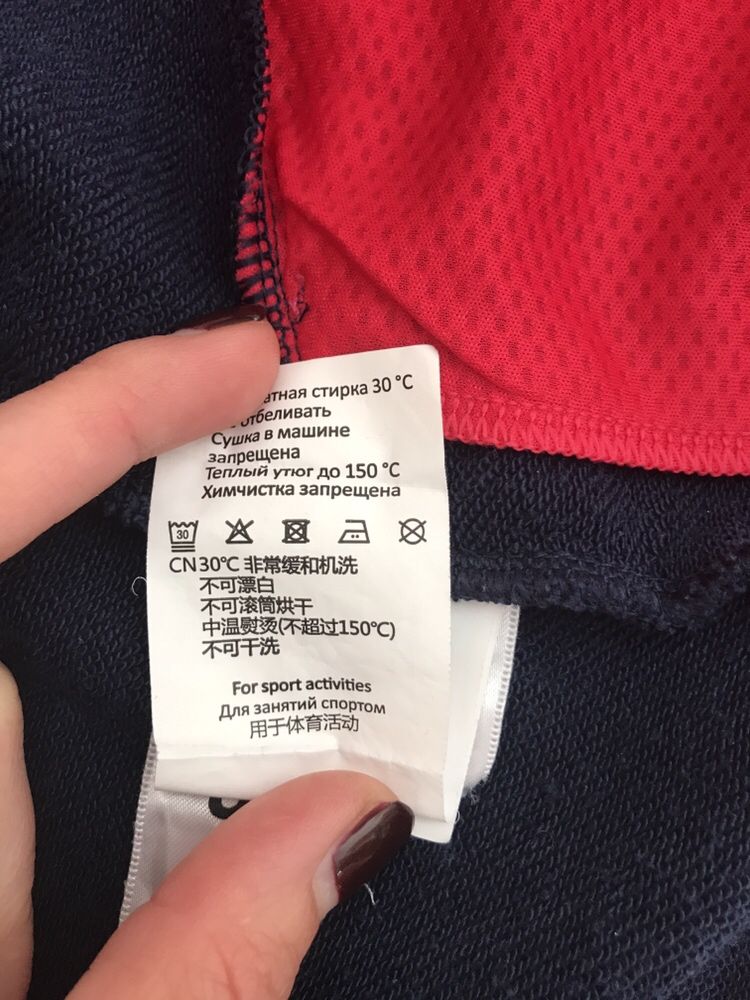 стирка 30 °C
отбеливать
Сушка в машине
запрещена
Теплый утюг до 150 °C
Химчистка запрещена
30
CN30℃ 非常缓和机洗
不可漂白
不可滚筒烘干
中温熨烫(不超过150℃)
不可干洗
For sport activities
Для занятий спортом
用于体育活动